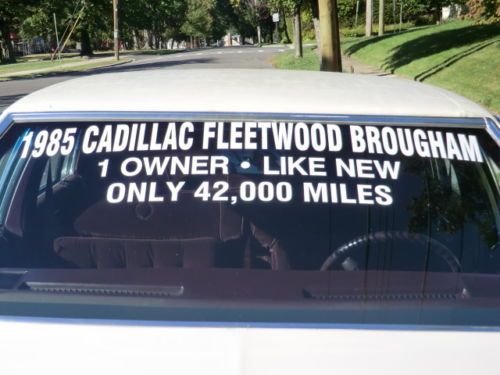 1985 CADILLAC FLEETWOOD BROUGHAM
1 OWNER • LIKE NEW
ONLY 42,000 MILES